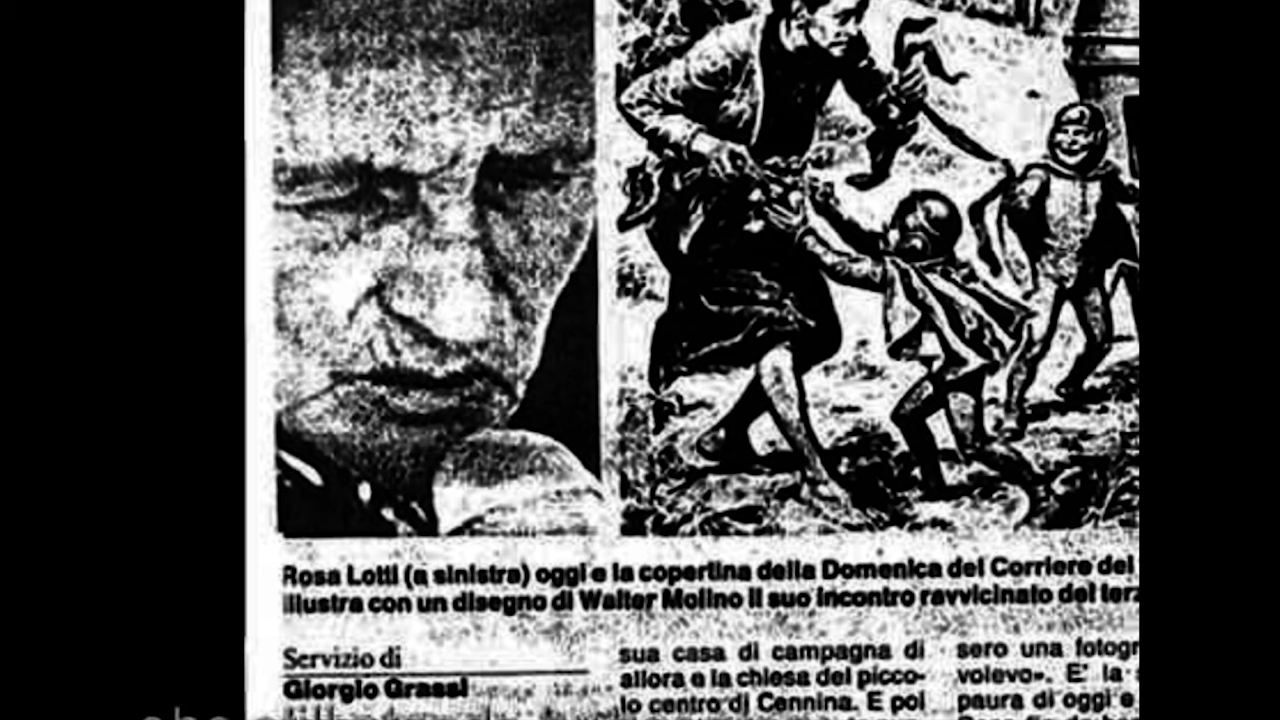 Rosa Lotti (a sinistra) oggi e la copertina della Domenica del Corriere del
illustra con un disegno di Walter Molino il suo incontro ravvicinato del terz
Servizio di
Giorgio Grassi
sua casa di campagna di
allora e la chiesa del picco-
lo centro di Cennina. E poi
sero una fotogr
volevo». E' la
paura di oggi e